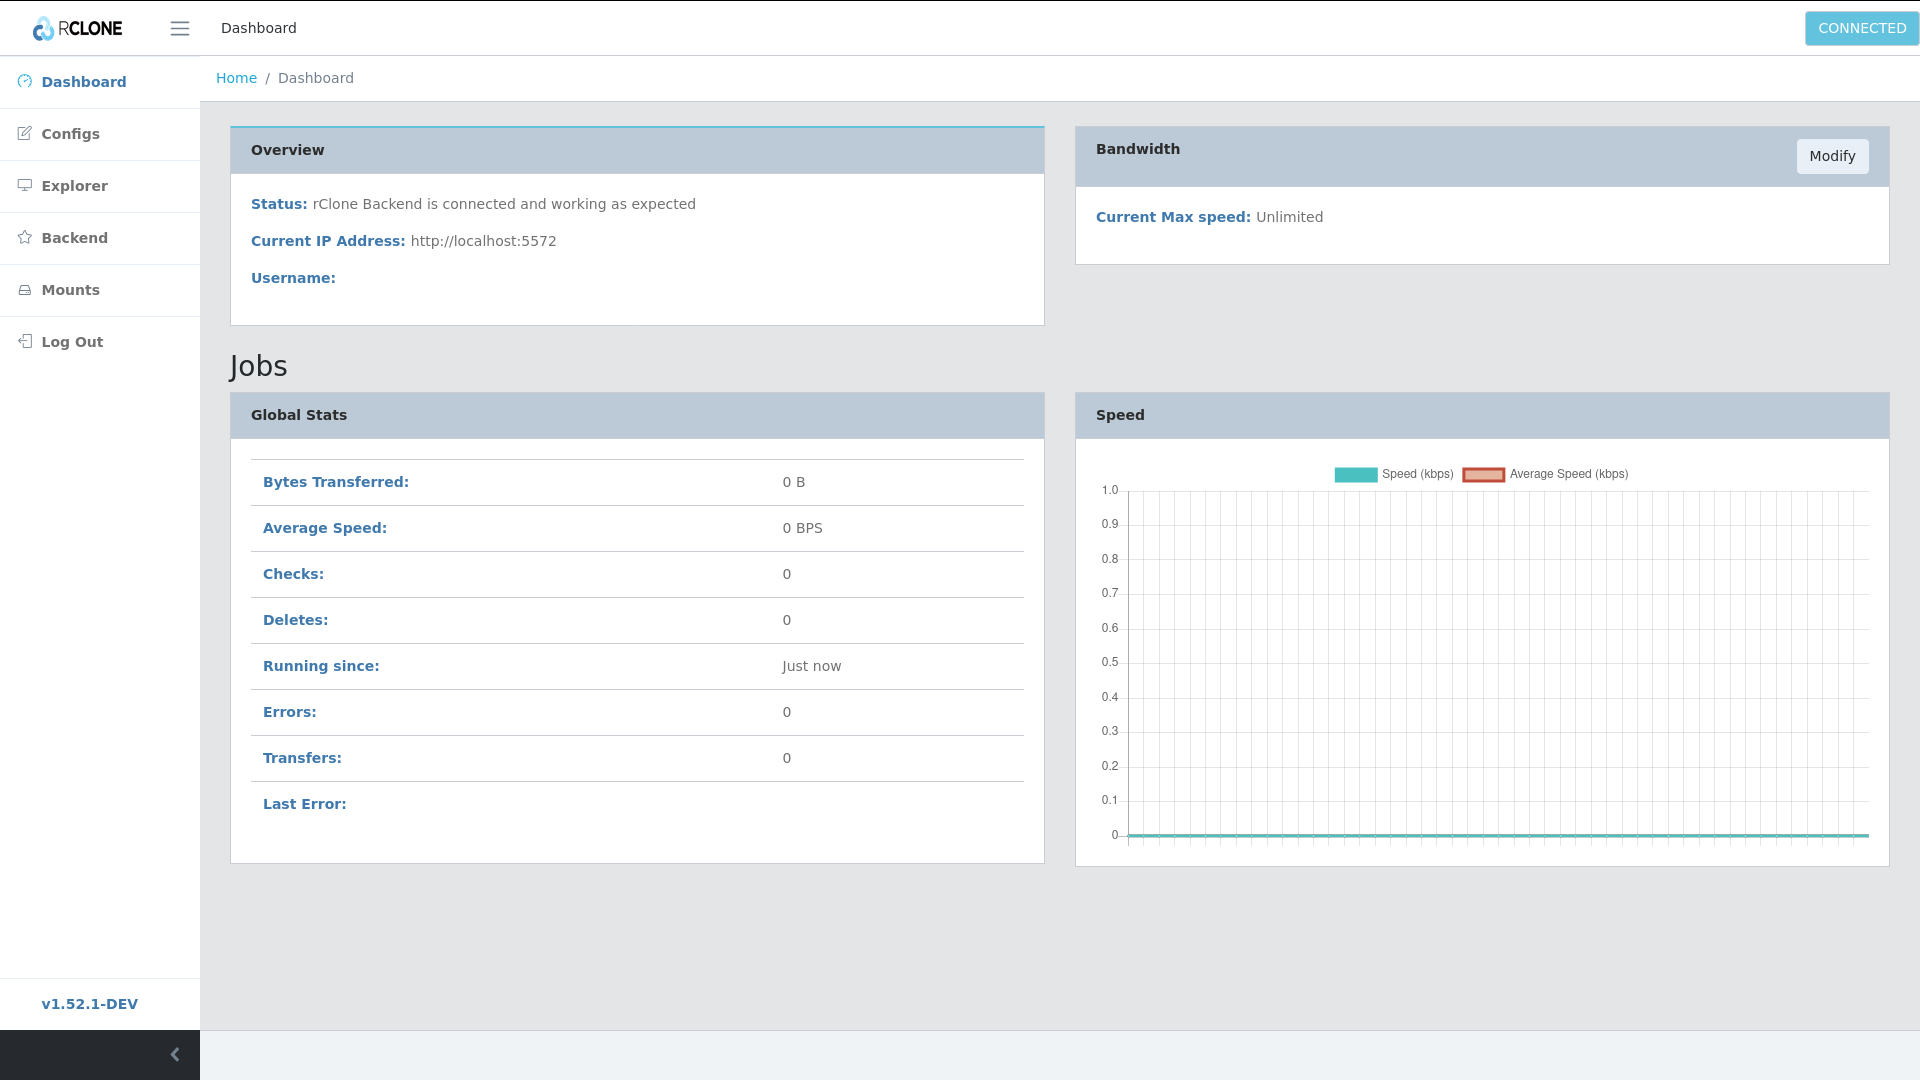 RCLONE
Dashboard
CONNECTED
Dashboard
Configs
Explorer
Backend
Mounts
Log Out
v1.52.1-DEV
Home / Dashboard
Overview
Status: rClone Backend is connected and working as expected
Current IP Address: http://localhost:5572
Username:
Bandwidth
Modify
Current Max speed: Unlimited
Jobs
Global Stats
Bytes Transferred: 0 B
Average Speed: 0 BPS
Checks: 0
Deletes: 0
Running since: Just now
Errors: 0
Transfers: 0
Last Error:
Speed
Speed (kbps) Average Speed (kbps)
1.0
0.9
0.8
0.7
0.6
0.5
0.4
0.3
0.2
0.1
0